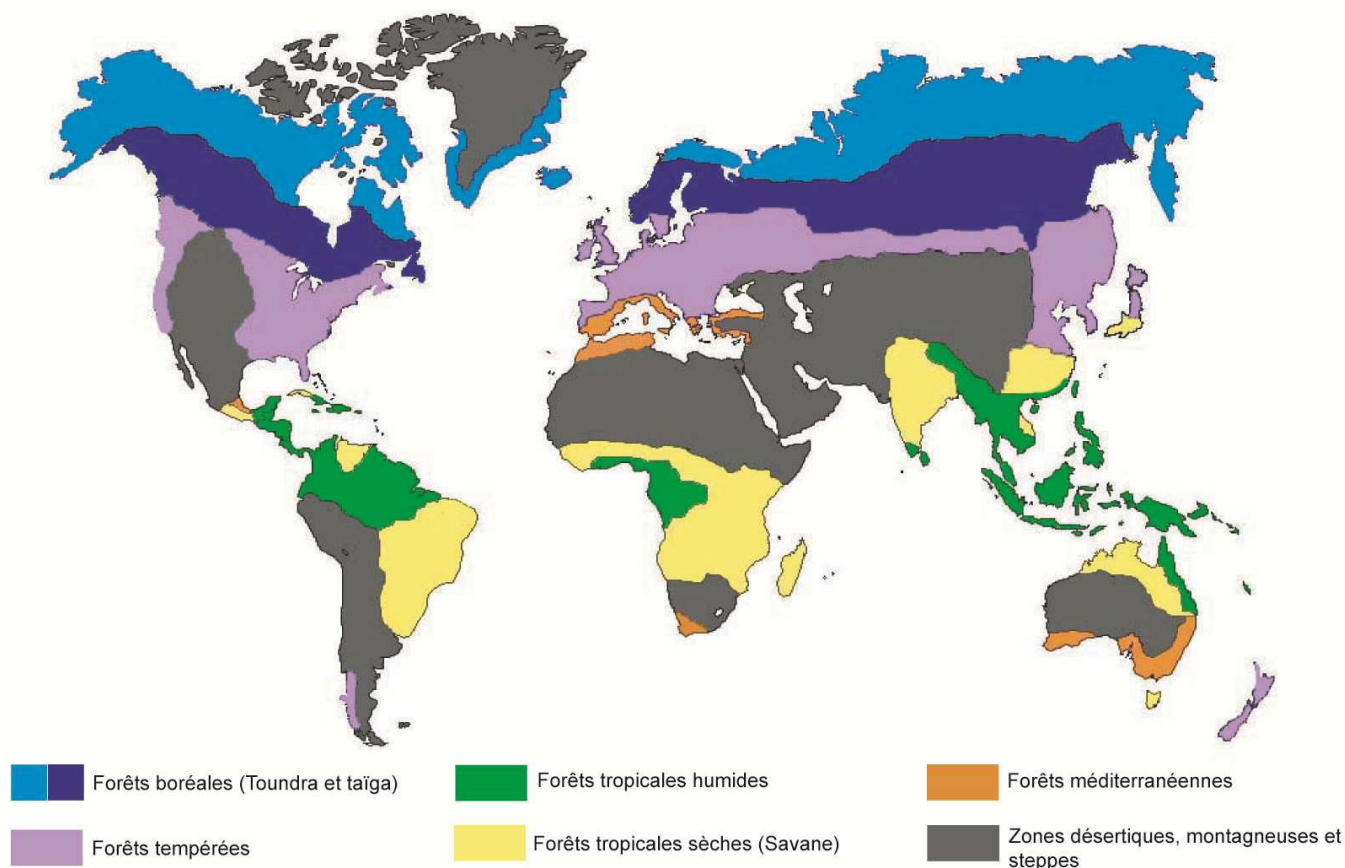 Forêts boréales (Toundra et taïga)
Forêts tropicales humides
Forêts méditerranéennes
Forêts tempérées
Forêts tropicales sèches (Savane)
Zones désertiques, montagneuses et
steppes